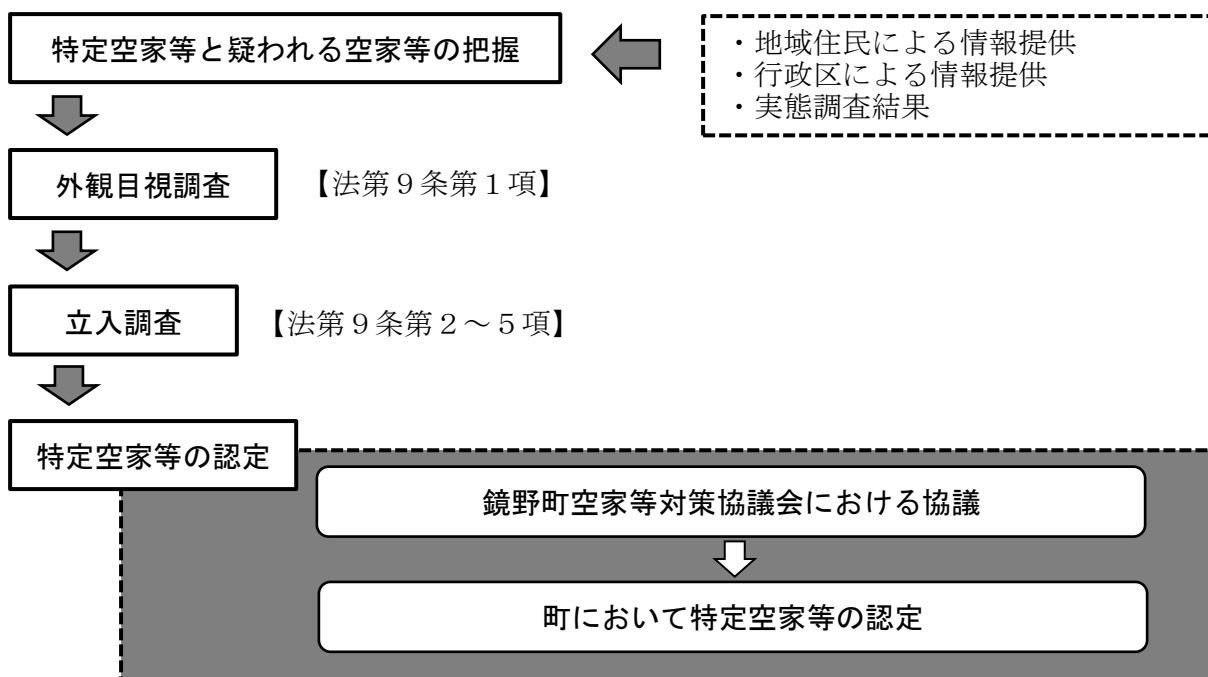 特定空家等と疑われる空家等の把握
・地域住民による情報提供
・行政区による情報提供
・実態調査結果
外観目視調査
【法第９条第１項】
立入調査
【法第９条第２～５項】
特定空家等の認定
鏡野町空家等対策協議会における協議
町において特定空家等の認定